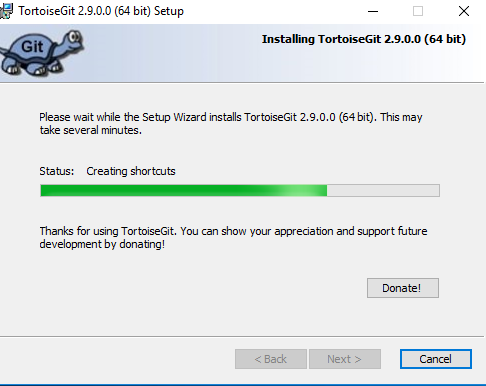 TortoiseGit 2.9.0.0 (64 bit) Setup
Git
Installing TortoiseGit 2.9.0.0 (64 bit)
Please wait while the Setup Wizard installs TortoiseGit 2.9.0.0 (64 bit). This may
take several minutes.
Status: Creating shortcuts
Thanks for using TortoiseGit. You can show your appreciation and support future
development by donating!
Donate!
< Back Next > Cancel